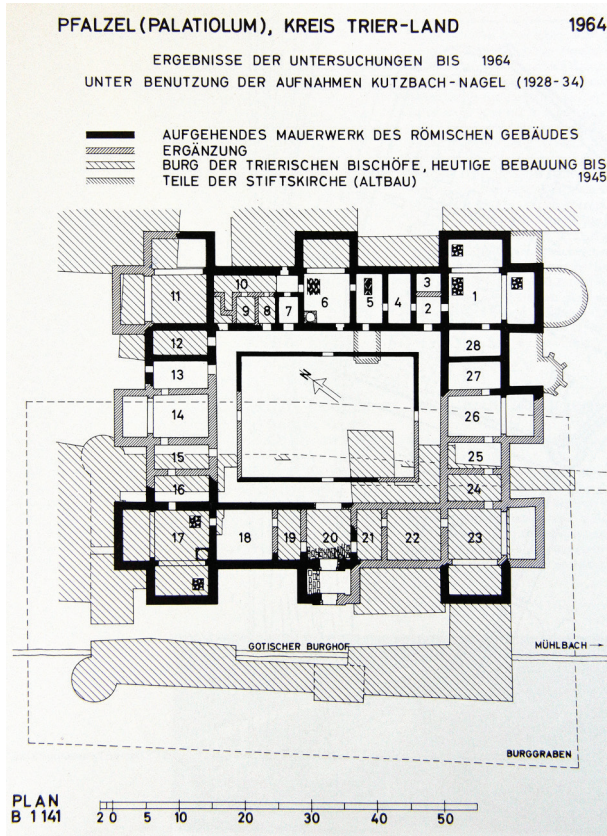 PFALZEL (PALATIOLUM), KREIS TRIER-LAND 1964
ERGEBNISSE DER UNTERSUCHUNGEN BIS 1964
UNTER BENUTZUNG DER AUFNAHMEN KUTZBACH-NAGEL (1928-34)
AUFGEHENDES MAUERWERK DES RÖMISCHEN GEBÄUDES
ERGÄNZUNG
BURG DER TRIERISCHEN BISCHÖFE, HEUTIGE BEBAUUNG BIS 1945
TEILE DER STIFTSKIRCHE (ALTBAU)
11 10 9 8 7 6 5 4 3 2 1
12 28
13 27
N
14 26
15 25
16 24
17 18 19 20 21 22 23
GOTISCHER BURGHOF
MÜHLBACH →
BURGGRABEN
PLAN
B 1141
2 0 5 10 20 30 40 50